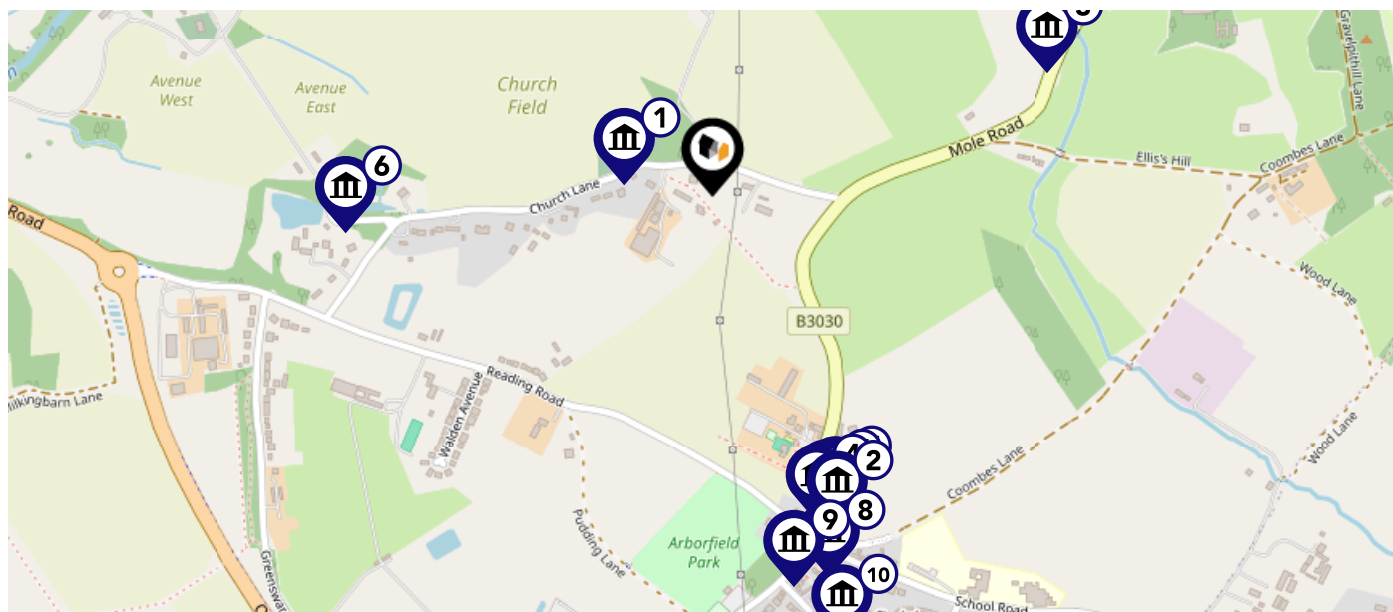 Avenue
West
Avenue
East
Church
Field
Gravelpithill Lane
1
6
Mole Road
Ellis's Hill
Coombes Lane
Church Lane
Road
Wood Lane
B3030
Reading Road
Walden Avenue
Lane
Wood Lane
2
Coombes Lane
8
9
Pudding Lane
Arborfield
Park
10
School Road